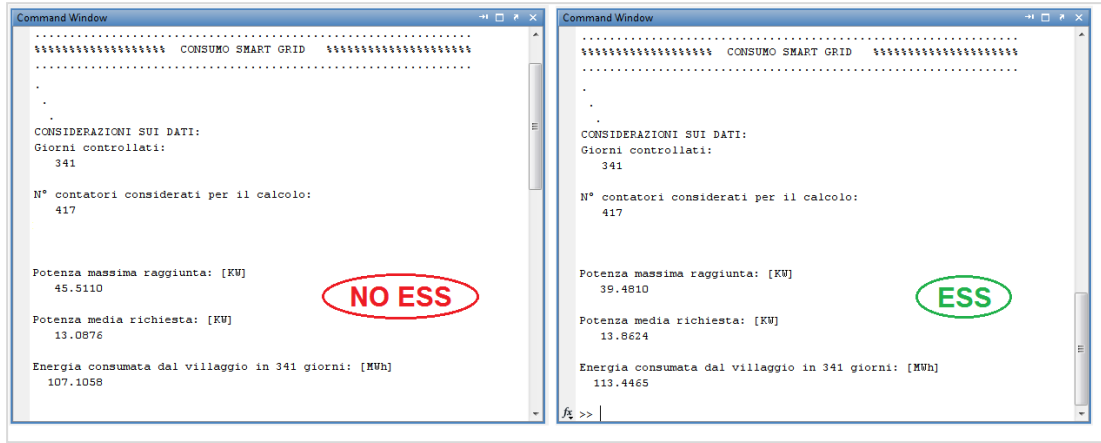 Command Window
...................................................
%%%%%%%%%%%%%%%%%%% CONSUMO SMART GRID %%%%%%%%%%%%%%%%%%%%%
...................................................
.
.
.
CONSIDERAZIONI SUI DATI:
Giorni controllati:
341
N° contatori considerati per il calcolo:
417
Potenza massima raggiunta: [KW]
45.5110
NO ESS
Potenza media richiesta: [KW]
13.0876
Energia consumata dal villaggio in 341 giorni: [MWh]
107.1058
Command Window
...................................................
%%%%%%%%%%%%%%%%%%% CONSUMO SMART GRID %%%%%%%%%%%%%%%%%%%%%
...................................................
.
.
.
CONSIDERAZIONI SUI DATI:
Giorni controllati:
341
N° contatori considerati per il calcolo:
417
Potenza massima raggiunta: [KW]
39.4810
ESS
Potenza media richiesta: [KW]
13.8624
Energia consumata dal villaggio in 341 giorni: [MWh]
113.4465
fx >>